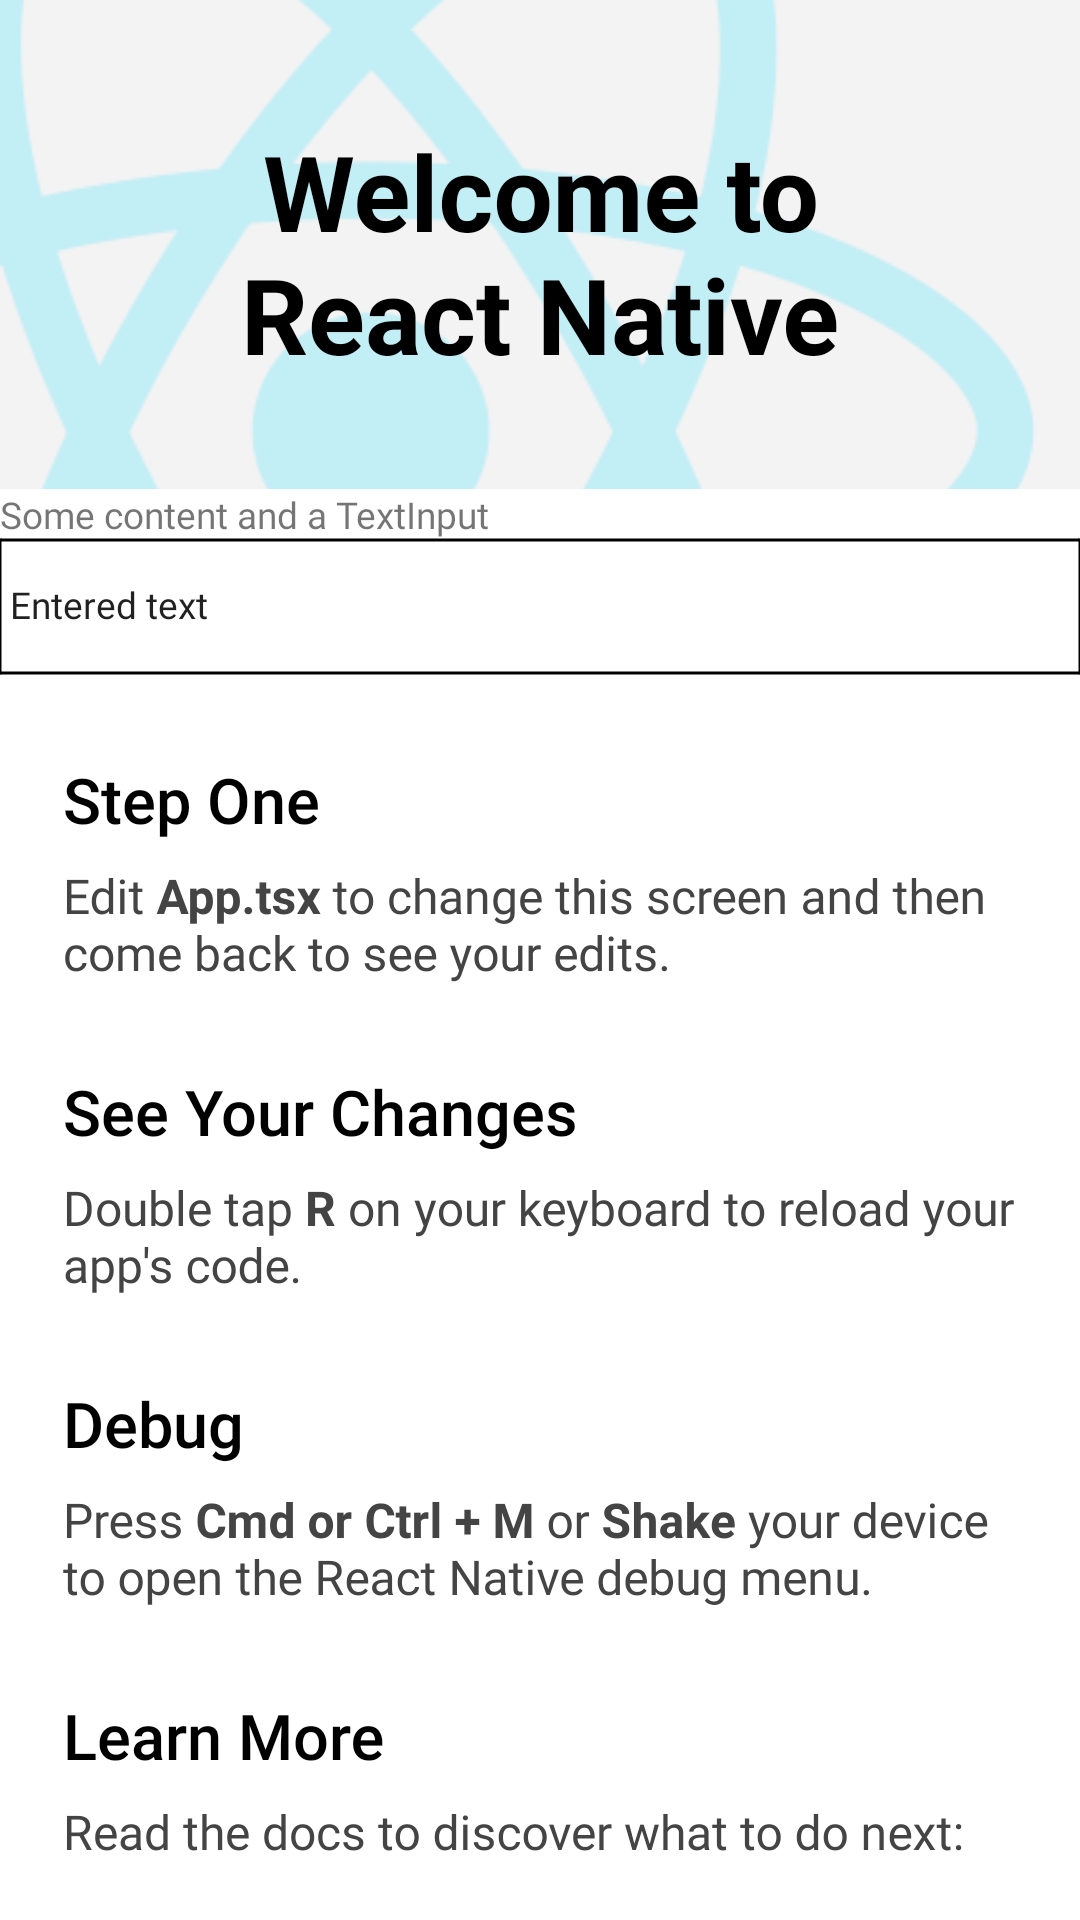 Welcome to
React Native
Some content and a TextInput
Entered text
Step One
Edit App.tsx to change this screen and then
come back to see your edits.
See Your Changes
Double tap R on your keyboard to reload your
app's code.
Debug
Press Cmd or Ctrl + M or Shake your device
to open the React Native debug menu.
Learn More
Read the docs to discover what to do next: